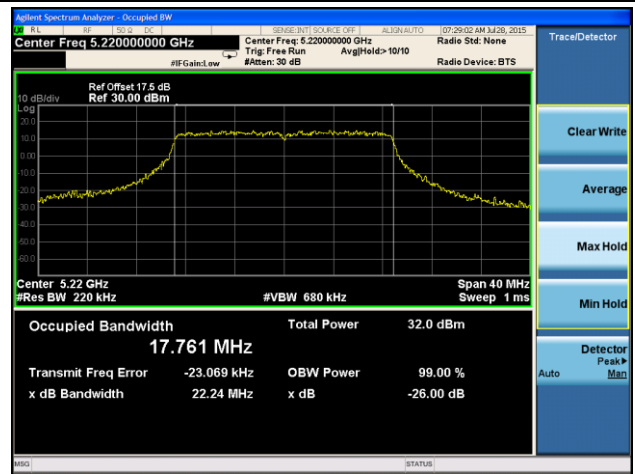 Agilent Spectrum Analyzer - Occupied BW
RL RF 50 Ω DC SENSE:INT SOURCE OFF ALIGN AUTO 07:29:02 AM Jul 28, 2015
Center Freq 5.220000000 GHz
Center Freq: 5.220000000 GHz
Radio Std: None
Trig: Free Run Avg|Hold:>10/10
#IFGain:Low
#Atten: 30 dB
Radio Device: BTS
Trace/Detector
Ref Offset 17.5 dB
10 dB/div Ref 30.00 dBm
Log
20.0
10.0
0.00
-10.0
-20.0
-30.0
-40.0
-50.0
-60.0
Center 5.22 GHz
Span 40 MHz
#Res BW 220 kHz
#VBW 680 kHz
Sweep 1 ms
Occupied Bandwidth
Total Power 32.0 dBm
17.761 MHz
Transmit Freq Error -23.069 kHz
OBW Power 99.00 %
x dB Bandwidth 22.24 MHz
x dB -26.00 dB
Clear Write
Average
Max Hold
Min Hold
Detector
Peak▶
Auto Man
MSG
STATUS